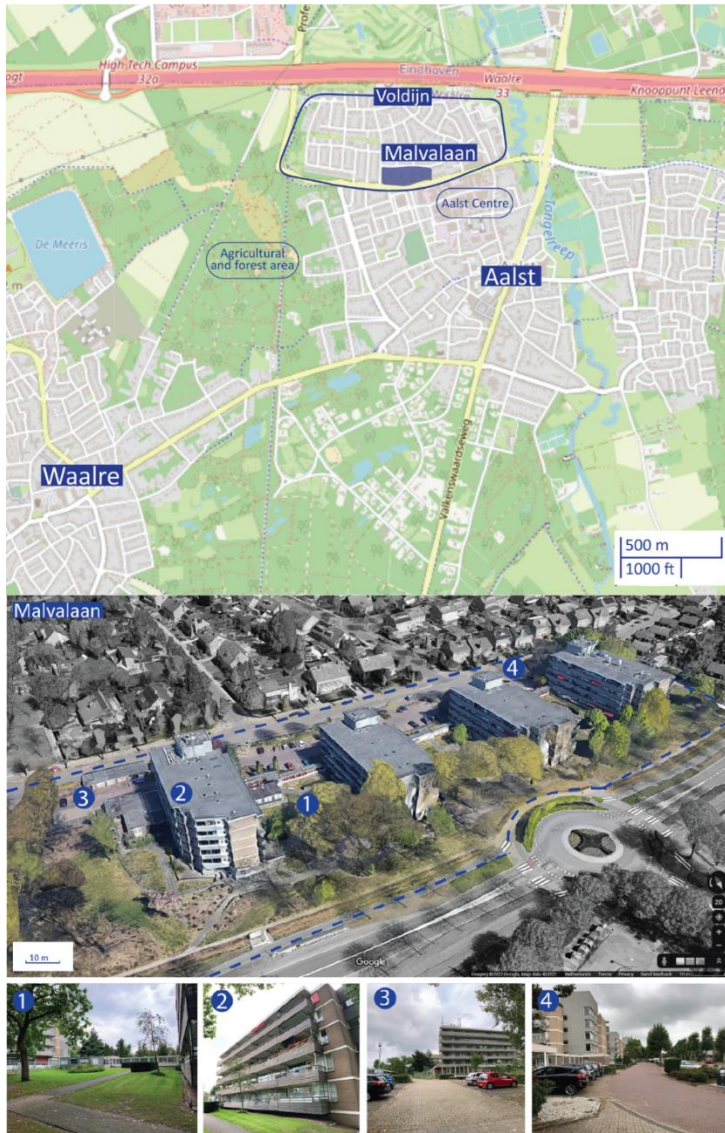 High Tech Campus
32a
Eindhoven
Waalre
33
Knooppunt Leend
Voldijn
Malvalaan
Aalst Centre
De Meeris
Agricultural
and forest area
Tongelreep
Aalst
Valkenswaardseweg
Waalre
500 m
1000 ft
Malvalaan
4
3
2
1
10 m
Google
1
2
3
4